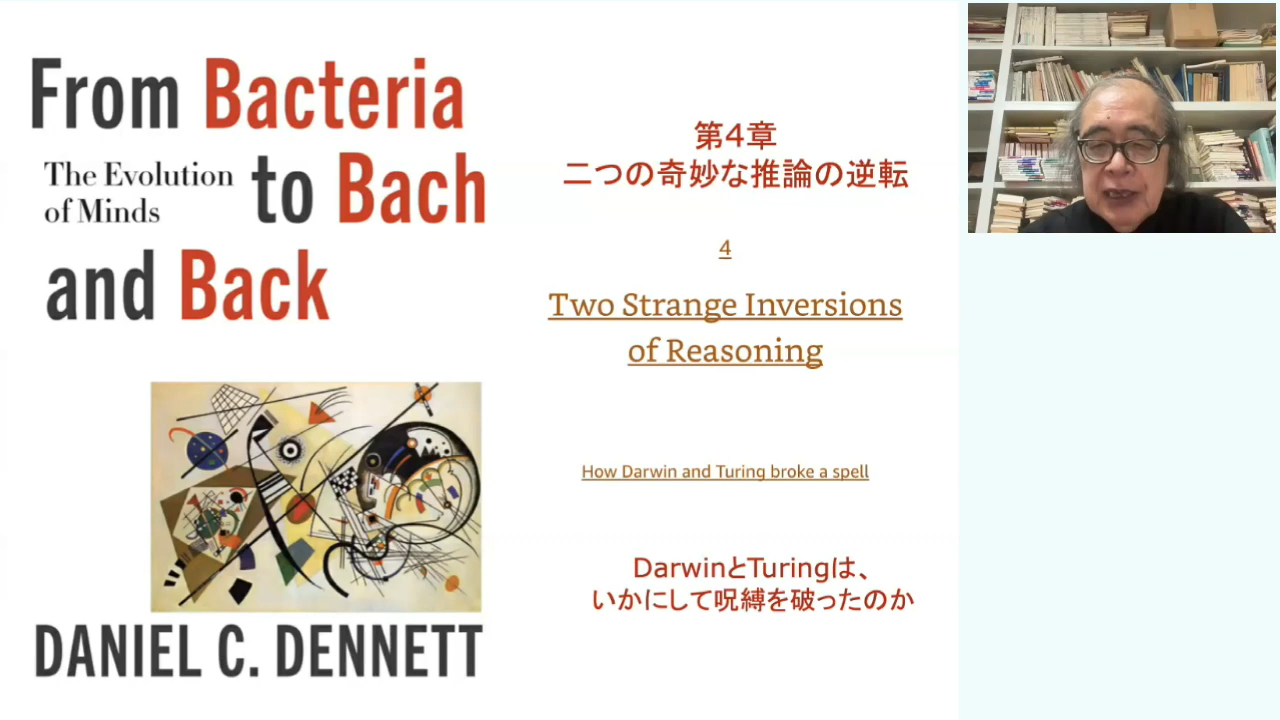 From Bacteria
The Evolution
of Minds
to Bach
and Back
DANIEL C. DENNETT
第4章
二つの奇妙な推論の逆転
4
Two Strange Inversions
of Reasoning
How Darwin and Turing broke a spell
DarwinとTuringは、
いかにして呪縛を破ったのか